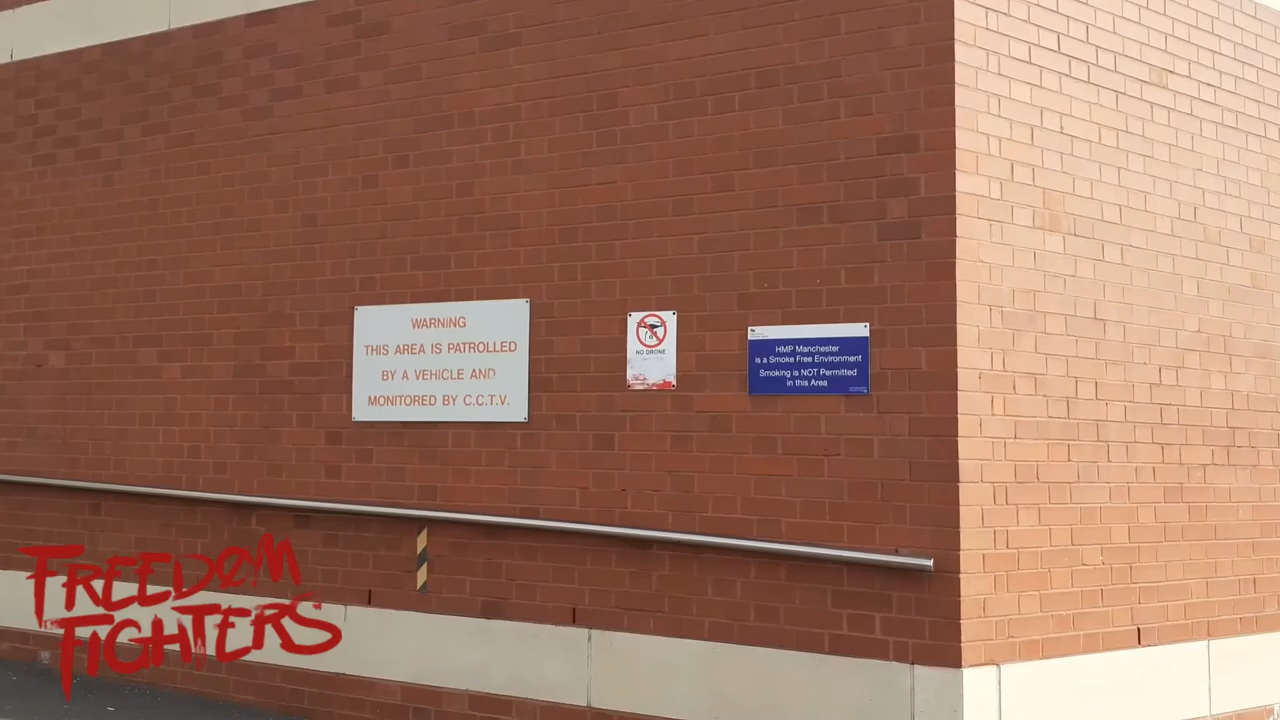 WARNING
THIS AREA IS PATROLLED
BY A VEHICLE AND
MONITORED BY C.C.T.V.
NO DRONE
HMP Manchester
is a Smoke Free Environment
Smoking is NOT Permitted
in this Area
FREEDOM
FIGHTERS